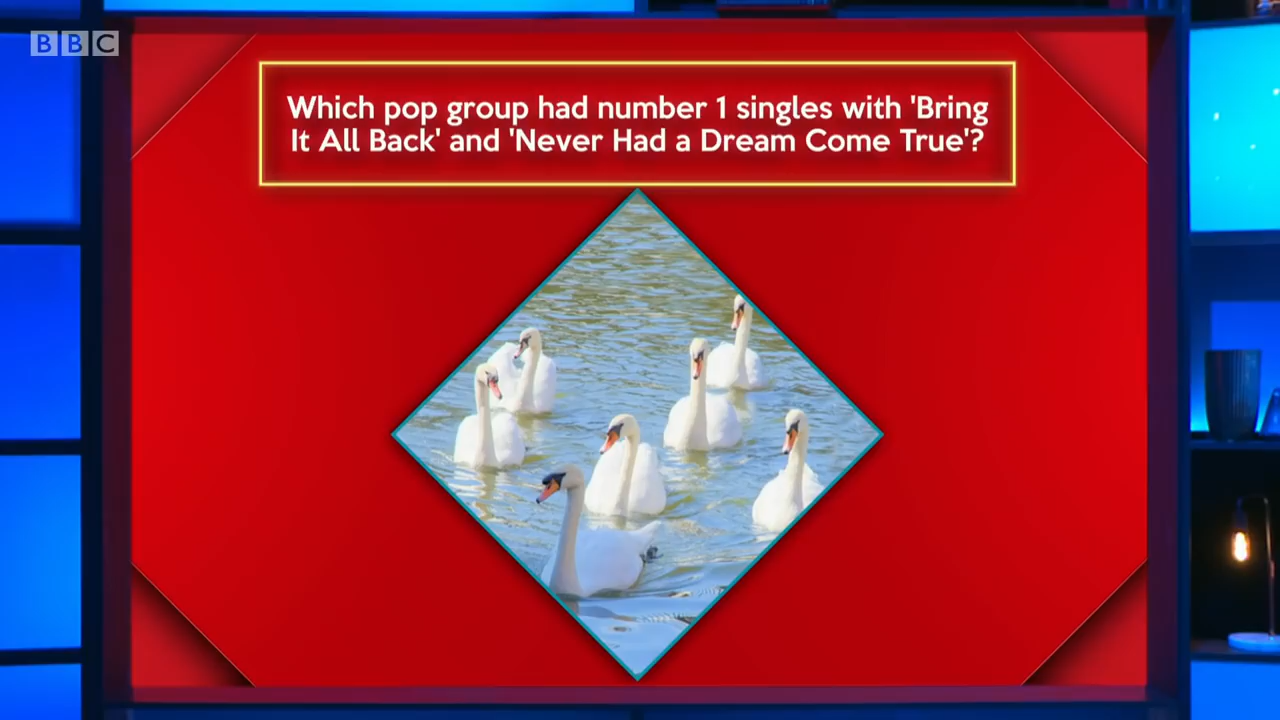 BBC
Which pop group had number 1 singles with 'Bring
It All Back' and 'Never Had a Dream Come True'?